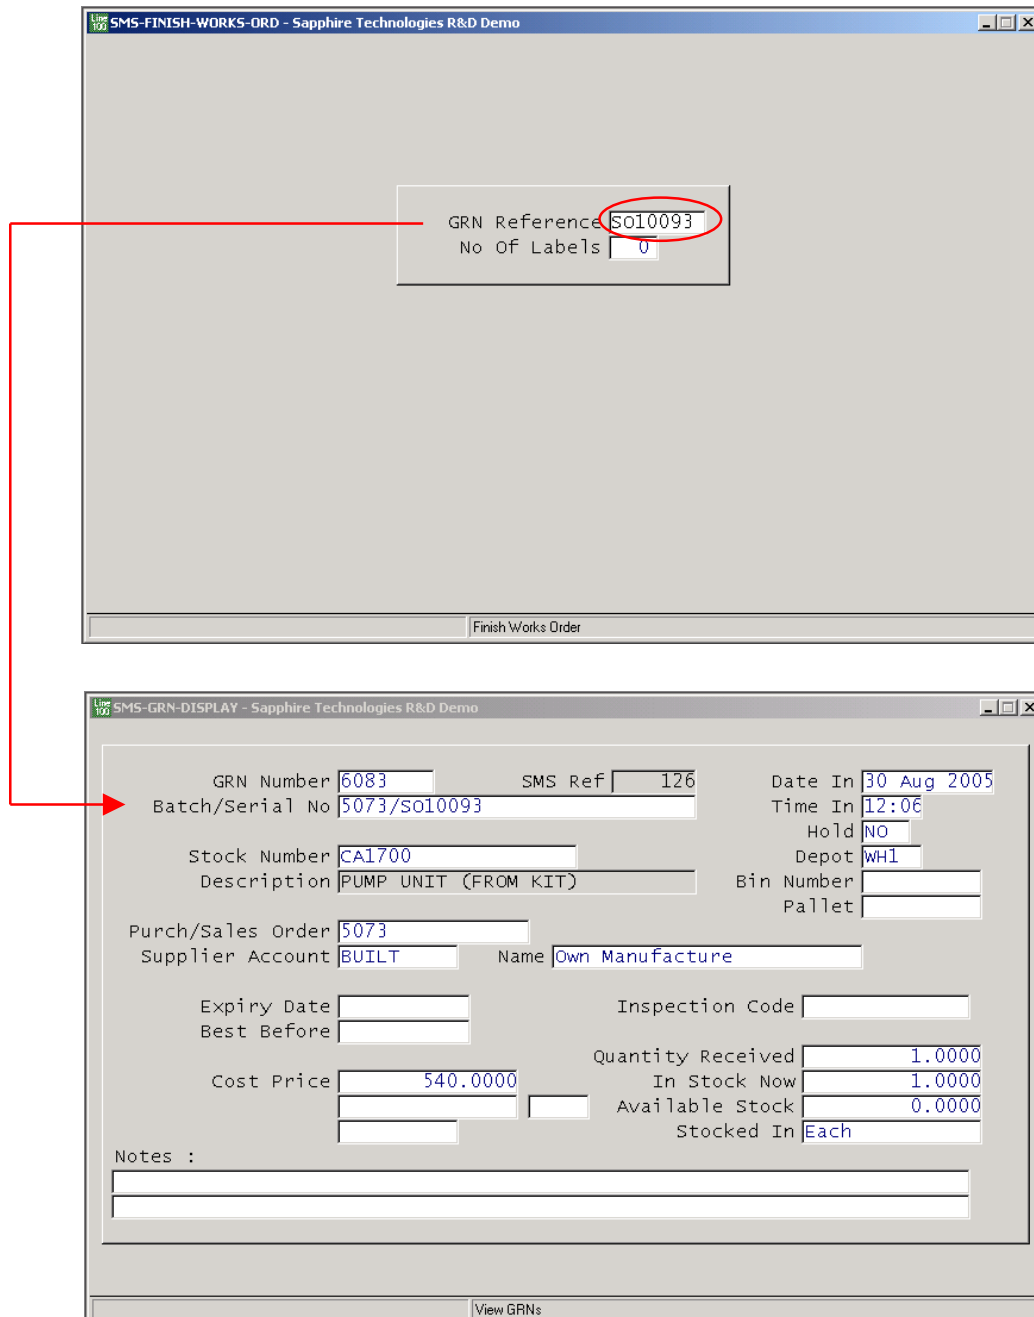 Line 100 SMS-FINISH-WORKS-ORD - Sapphire Technologies R&D Demo
GRN Reference SO10093
No Of Labels 0
Finish Works Order
Line 100 SMS-GRN-DISPLAY - Sapphire Technologies R&D Demo
GRN Number 6083 SMS Ref 126 Date In 30 Aug 2005
Batch/Serial No 5073/SO10093 Time In 12:06
Hold NO
Stock Number CA1700 Depot WH1
Description PUMP UNIT (FROM KIT) Bin Number
Pallet
Purch/Sales Order 5073
Supplier Account BUILT Name Own Manufacture
Expiry Date Inspection Code
Best Before
Quantity Received 1.0000
Cost Price 540.0000 In Stock Now 1.0000
Available Stock 0.0000
Stocked In Each
Notes :
View GRNs